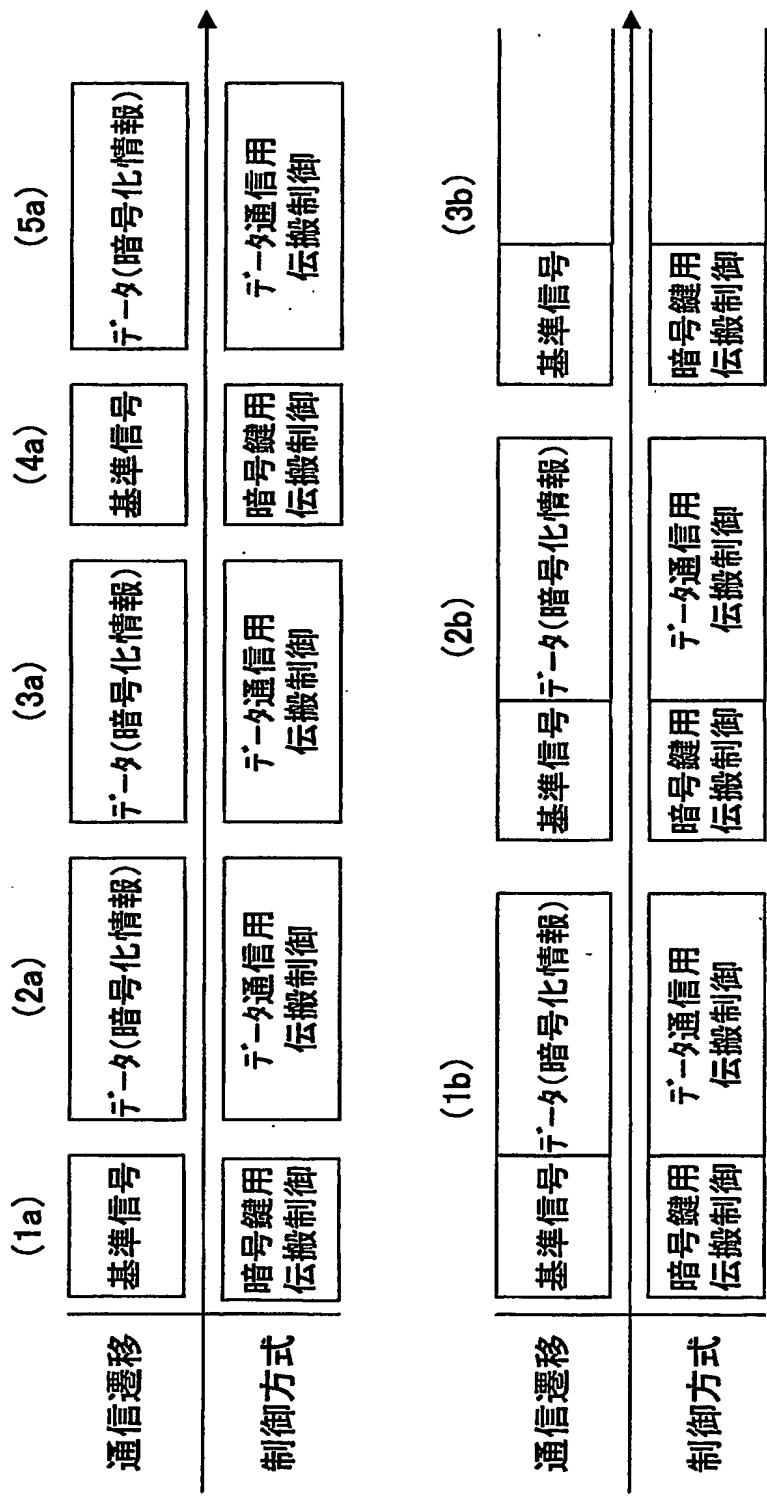 (1a)
(2a)
(3a)
(4a)
(5a)
通信遷移
基準信号
データ(暗号化情報)
データ(暗号化情報)
基準信号
データ(暗号化情報)
制御方式
暗号鍵用
伝搬制御
データ通信用
伝搬制御
データ通信用
伝搬制御
暗号鍵用
伝搬制御
データ通信用
伝搬制御
(1b)
(2b)
(3b)
通信遷移
基準信号
データ(暗号化情報)
基準信号
データ(暗号化情報)
基準信号
制御方式
暗号鍵用
伝搬制御
データ通信用
伝搬制御
暗号鍵用
伝搬制御
データ通信用
伝搬制御
暗号鍵用
伝搬制御